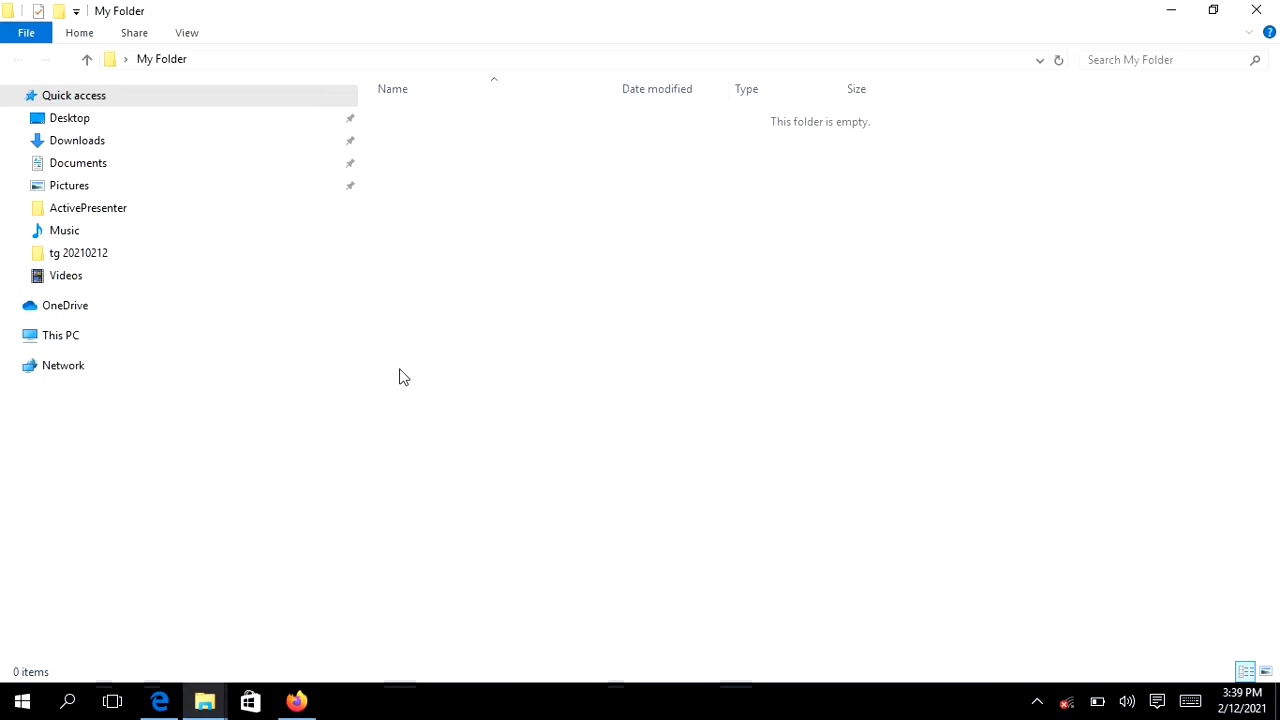 My Folder
File Home Share View
My Folder
Search My Folder
Name Date modified Type Size
This folder is empty.
Quick access
Desktop
Downloads
Documents
Pictures
ActivePresenter
Music
tg 20210212
Videos
OneDrive
This PC
Network
0 items
3:39 PM
2/12/2021